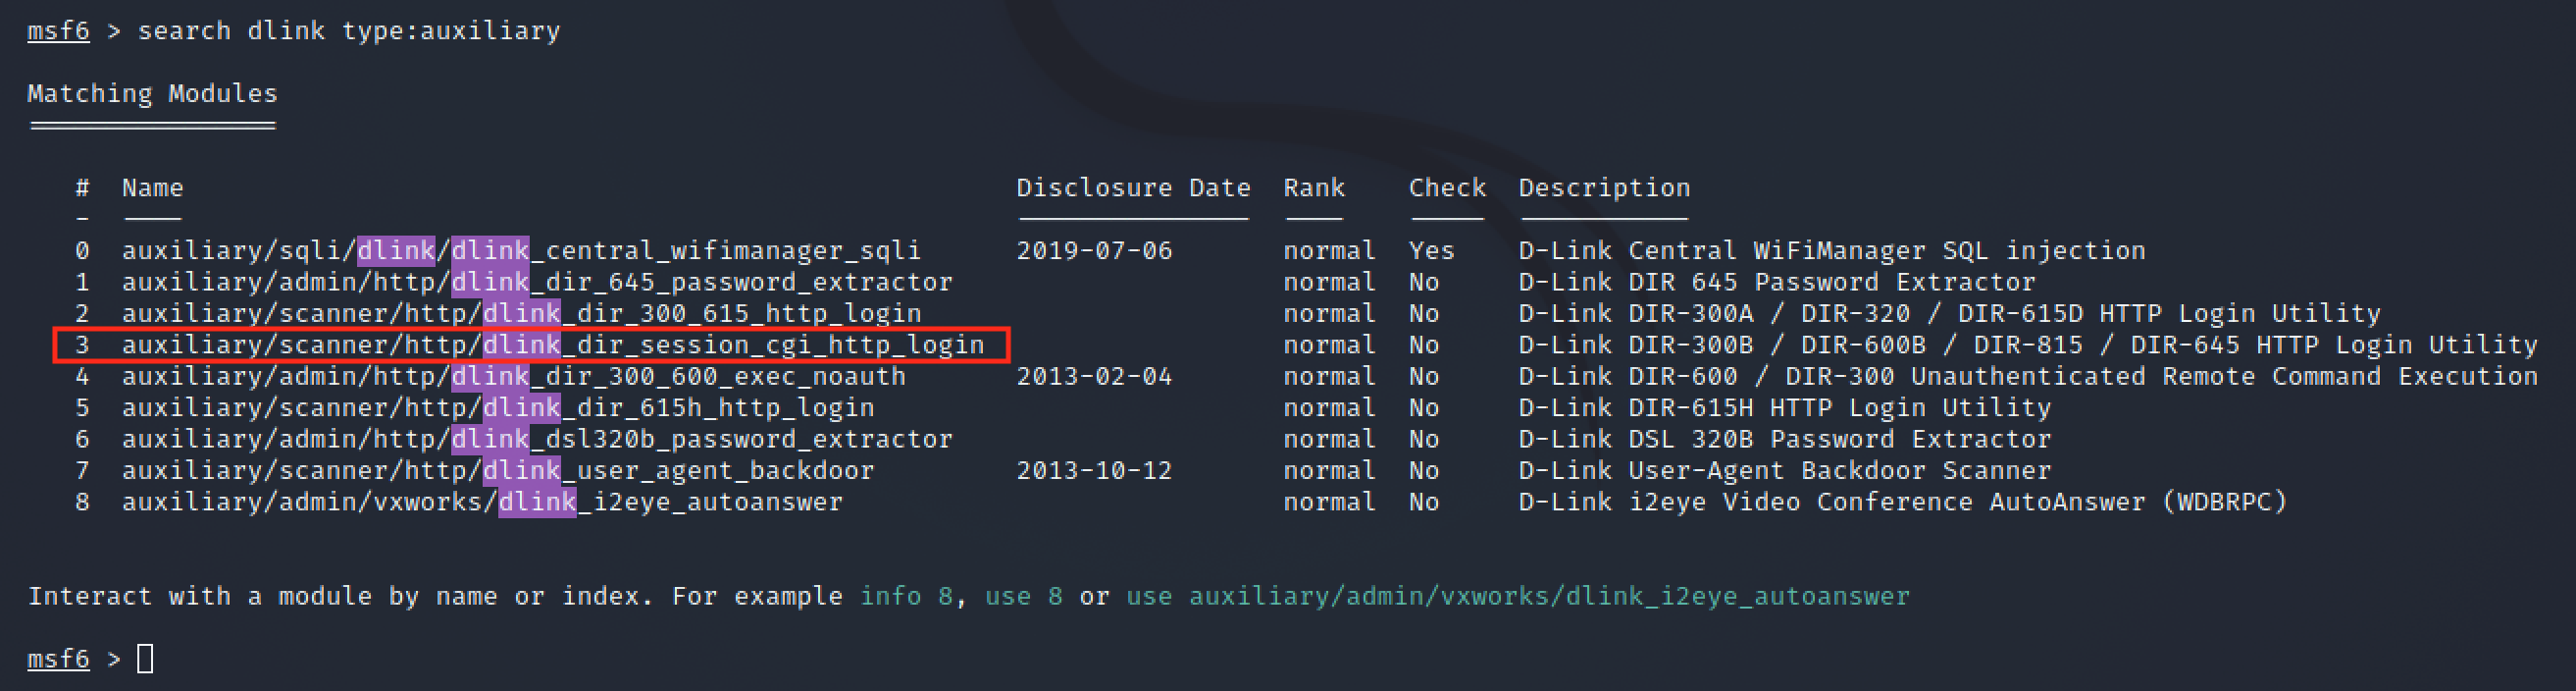 msf6 > search dlink type:auxiliary
Matching Modules
================
# Name Disclosure Date Rank Check Description
- ---- --------------- ---- ----- -----------
0 auxiliary/sqli/dlink/dlink_central_wifimanager_sqli 2019-07-06 normal Yes D-Link Central WiFiManager SQL injection
1 auxiliary/admin/http/dlink_dir_645_password_extractor normal No D-Link DIR 645 Password Extractor
2 auxiliary/scanner/http/dlink_dir_300_615_http_login normal No D-Link DIR-300A / DIR-320 / DIR-615D HTTP Login Utility
3 auxiliary/scanner/http/dlink_dir_session_cgi_http_login normal No D-Link DIR-300B / DIR-600B / DIR-815 / DIR-645 HTTP Login Utility
4 auxiliary/admin/http/dlink_dir_300_600_exec_noauth 2013-02-04 normal No D-Link DIR-600 / DIR-300 Unauthenticated Remote Command Execution
5 auxiliary/scanner/http/dlink_dir_615h_http_login normal No D-Link DIR-615H HTTP Login Utility
6 auxiliary/admin/http/dlink_dsl320b_password_extractor normal No D-Link DSL 320B Password Extractor
7 auxiliary/scanner/http/dlink_user_agent_backdoor 2013-10-12 normal No D-Link User-Agent Backdoor Scanner
8 auxiliary/admin/vxworks/dlink_i2eye_autoanswer normal No D-Link i2eye Video Conference AutoAnswer (WDBRPC)
Interact with a module by name or index. For example info 8, use 8 or use auxiliary/admin/vxworks/dlink_i2eye_autoanswer
msf6 >